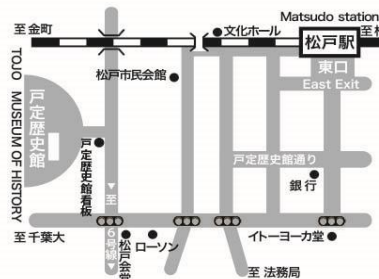 Matsudo station
至金町
文化ホール
松戸駅
至柏
東口
East Exit
松戸市民会館
戸定歴史館
TOJO MUSEUM OF HISTORY
戸定歴史館看板
戸定歴史館通り
銀行
▼至 6号線▼
至千葉大
松戸会堂
ローソン
イトーヨーカ堂
至法務局